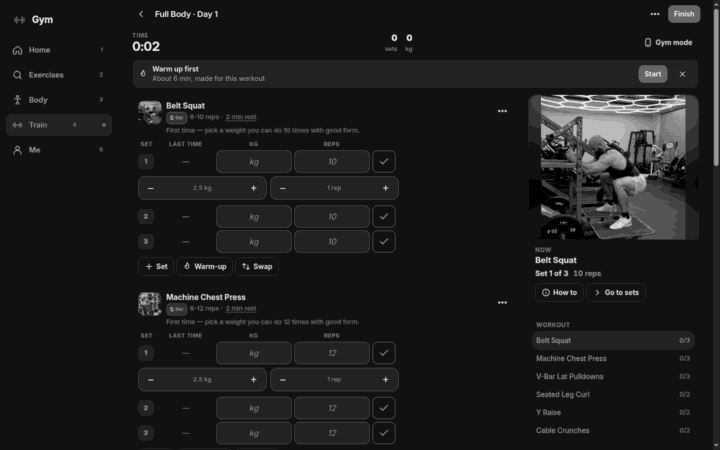 Gym
Home 1
Exercises 2
Body 3
Train 4
Me 5
Full Body · Day 1
Finish
TIME
0:02
0 sets
0 kg
Gym mode
Warm up first
About 6 min, made for this workout
Start
Belt Squat
S tier 6-10 reps · 2 min rest
First time — pick a weight you can do 10 times with good form.
SET LAST TIME KG REPS
1 — kg 10
− 2.5 kg + − 1 rep +
2 — kg 10
3 — kg 10
+ Set Warm-up Swap
Machine Chest Press
S tier 8-12 reps · 2 min rest
First time — pick a weight you can do 12 times with good form.
SET LAST TIME KG REPS
1 — kg 12
− 2.5 kg + − 1 rep +
2 — kg 12
3 — kg 12
NOW
Belt Squat
Set 1 of 3 10 reps
How to
Go to sets
WORKOUT
Belt Squat 0/3
Machine Chest Press 0/3
V-Bar Lat Pulldowns 0/3
Seated Leg Curl 0/2
Y Raise 0/2
Cable Crunches 0/2